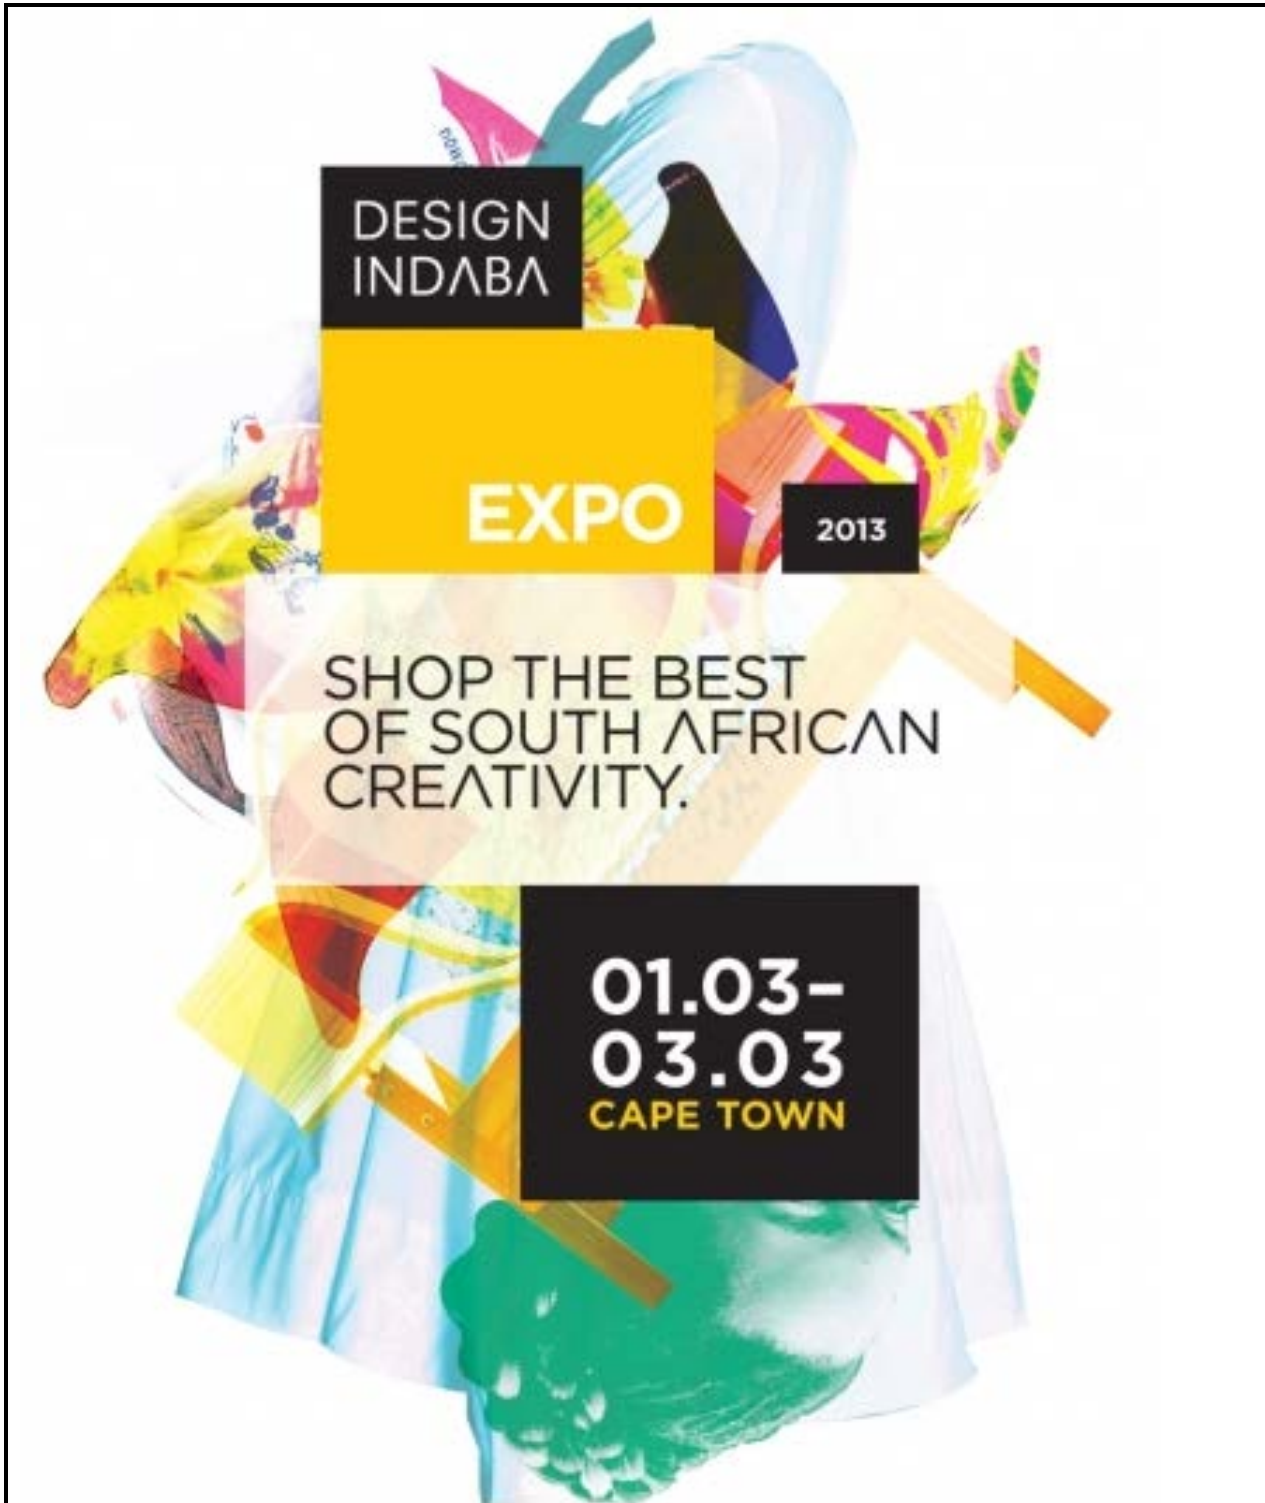 DESIGN
INDABA
EXPO
2013
SHOP THE BEST
OF SOUTH AFRICAN
CREATIVITY.
01.03–
03.03
CAPE TOWN